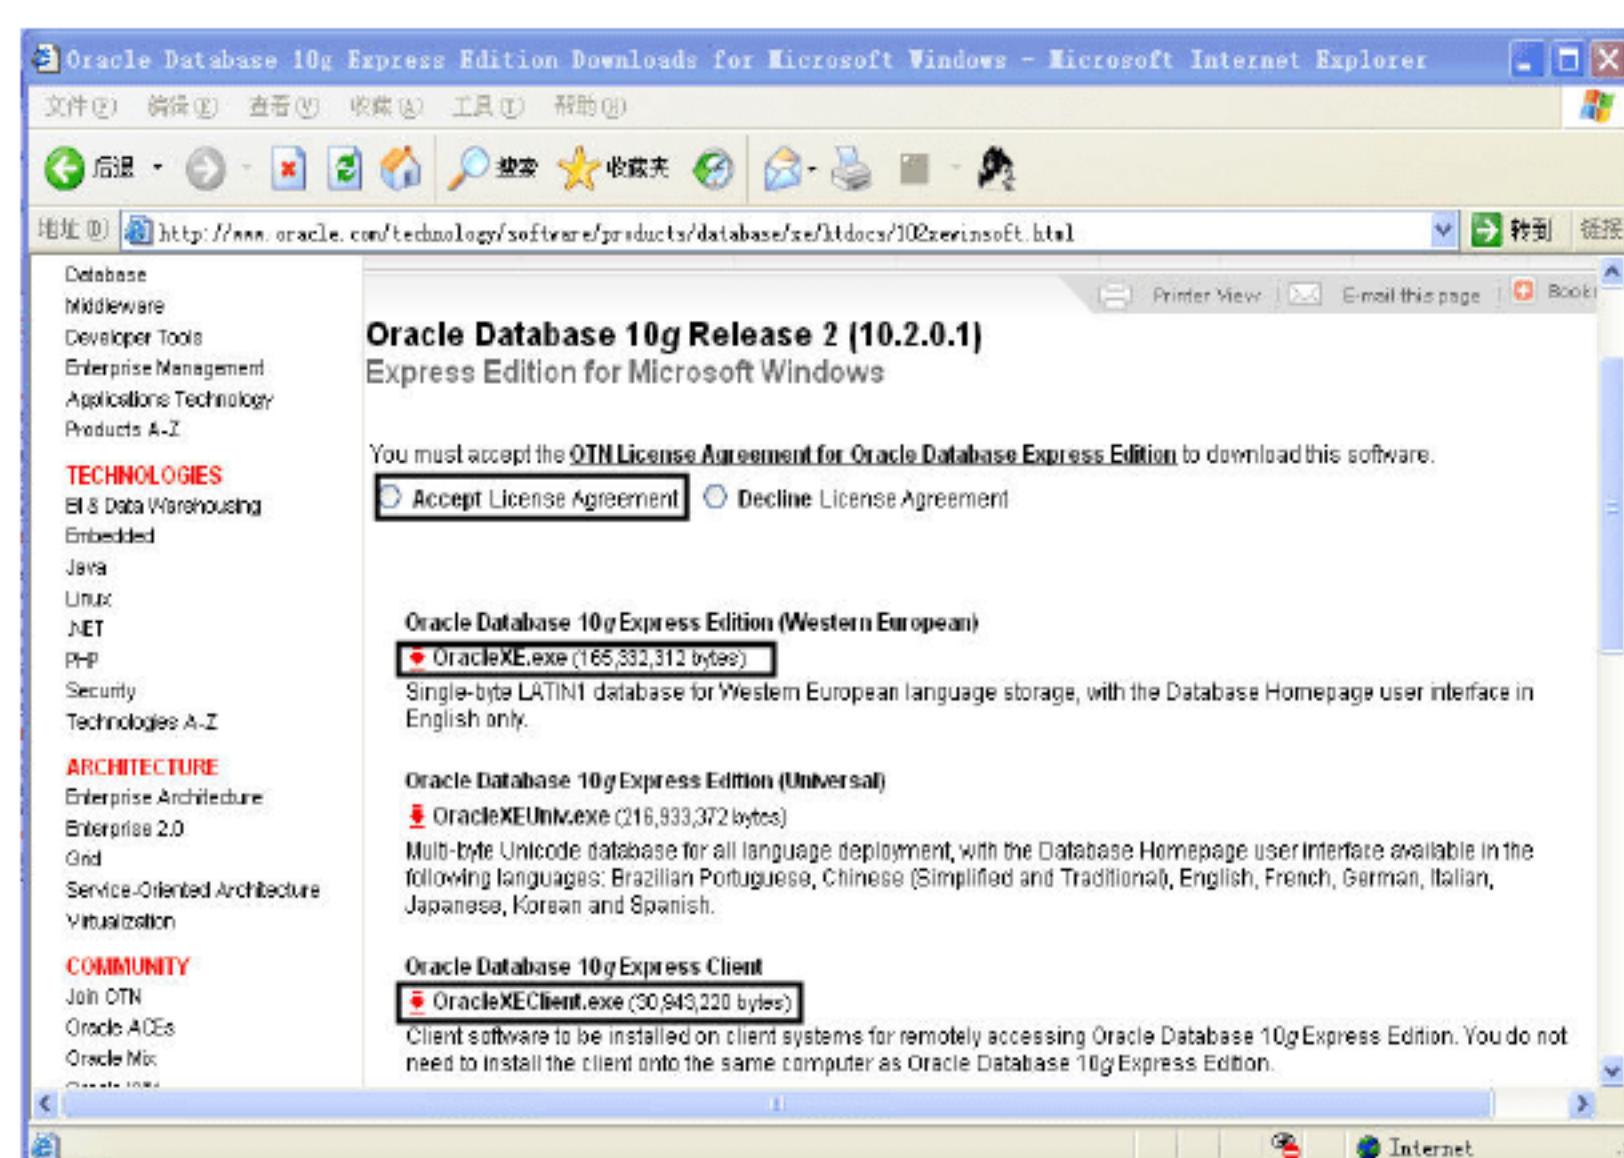 Oracle Database 10g Express Edition Downloads for Microsoft Windows - Microsoft Internet Explorer
文件(F) 编辑(E) 查看(V) 收藏(A) 工具(T) 帮助(H)
后退 搜索 收藏夹
地址(D) http://www.oracle.com/technology/software/products/database/xe/htdocs/102xewinsoft.html 转到 链接
Printer View E-mail this page
Database
Middleware
Developer Tools
Enterprise Management
Applications Technology
Products A-Z
TECHNOLOGIES
BI & Data Warehousing
Embedded
Java
Linux
.NET
PHP
Security
Technologies A-Z
ARCHITECTURE
Enterprise Architecture
Enterprise 2.0
Grid
Service-Oriented Architecture
Virtualization
COMMUNITY
Join OTN
Oracle ACEs
Oracle Mix
Oracle Database 10g Release 2 (10.2.0.1)
Express Edition for Microsoft Windows
You must accept the OTN License Agreement for Oracle Database Express Edition to download this software.
Accept License Agreement Decline License Agreement
Oracle Database 10g Express Edition (Western European)
OracleXE.exe (165,332,312 bytes)
Single-byte LATIN1 database for Western European language storage, with the Database Homepage user interface in
English only.
Oracle Database 10g Express Edition (Universal)
OracleXEUniv.exe (216,933,372 bytes)
Multi-byte Unicode database for all language deployment, with the Database Homepage user interface available in the
following languages: Brazilian Portuguese, Chinese (Simplified and Traditional), English, French, German, Italian,
Japanese, Korean and Spanish.
Oracle Database 10g Express Client
OracleXEClient.exe (30,943,220 bytes)
Client software to be installed on client systems for remotely accessing Oracle Database 10g Express Edition. You do not
need to install the client onto the same computer as Oracle Database 10g Express Edition.
Internet